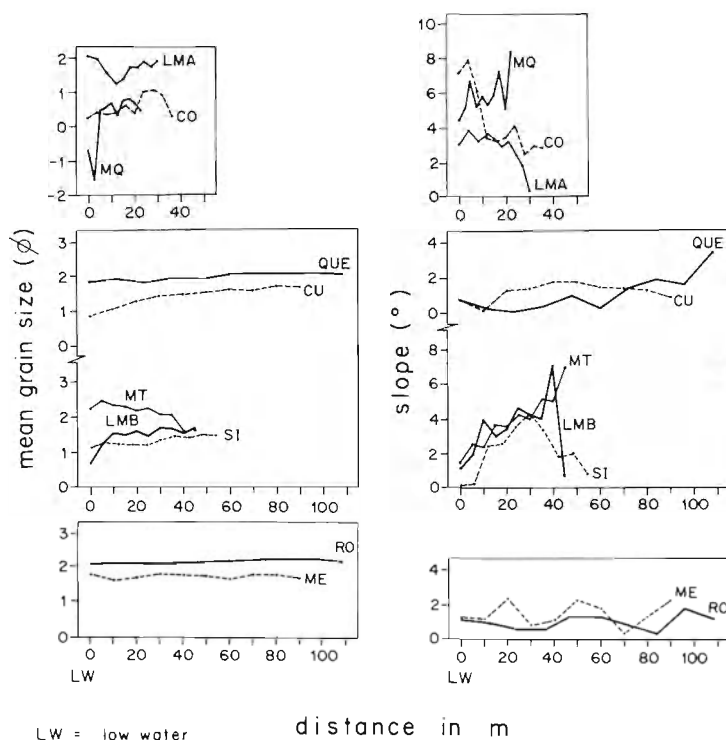 2
1
0
-1
-2
LMA
CO
MQ
0 20 40
10
8
6
4
2
0
MQ
CO
LMA
0 20 40
mean grain size (ø)
3
2
1
0
QUE
CU
3
2
1
0
MT
LMB
SI
0 20 40 60 80 100
slope (°)
4
2
0
QUE
CU
8
6
4
2
0
MT
LMB
SI
0 20 40 60 80 100
3
2
1
0
RO
ME
0 20 40 60 80 100
LW
4
2
0
ME
RO
0 20 40 60 80 100
LW
LW = low water
distance in m